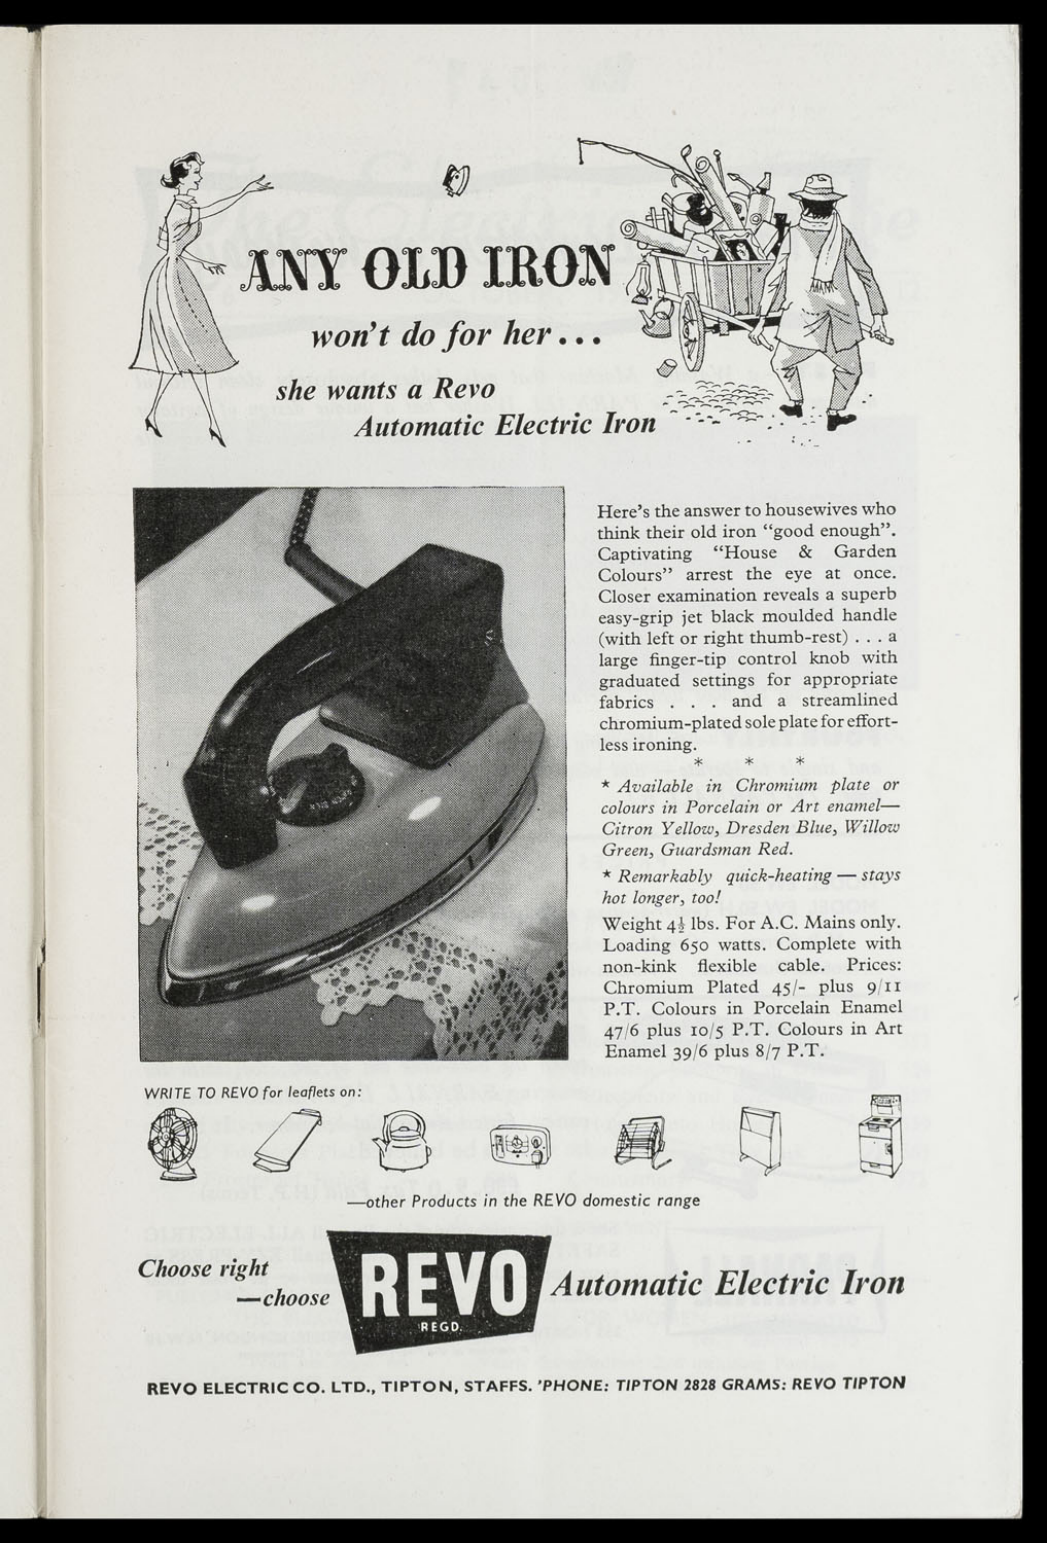 ANY OLD IRON
won't do for her...
she wants a Revo
Automatic Electric Iron
Here's the answer to housewives who
think their old iron "good enough".
Captivating "House & Garden
Colours" arrest the eye at once.
Closer examination reveals a superb
easy-grip jet black moulded handle
(with left or right thumb-rest) . . . a
large finger-tip control knob with
graduated settings for appropriate
fabrics . . . and a streamlined
chromium-plated sole plate for effort-
less ironing.
* * *
* Available in Chromium plate or
colours in Porcelain or Art enamel—
Citron Yellow, Dresden Blue, Willow
Green, Guardsman Red.
* Remarkably quick-heating — stays
hot longer, too!
Weight 4½ lbs. For A.C. Mains only.
Loading 650 watts. Complete with
non-kink flexible cable. Prices:
Chromium Plated 45/- plus 9/11
P.T. Colours in Porcelain Enamel
47/6 plus 10/5 P.T. Colours in Art
Enamel 39/6 plus 8/7 P.T.
WRITE TO REVO for leaflets on:
—other Products in the REVO domestic range
Choose right
—choose
REVO
REGD.
Automatic Electric Iron
REVO ELECTRIC CO. LTD., TIPTON, STAFFS. 'PHONE: TIPTON 2828 GRAMS: REVO TIPTON